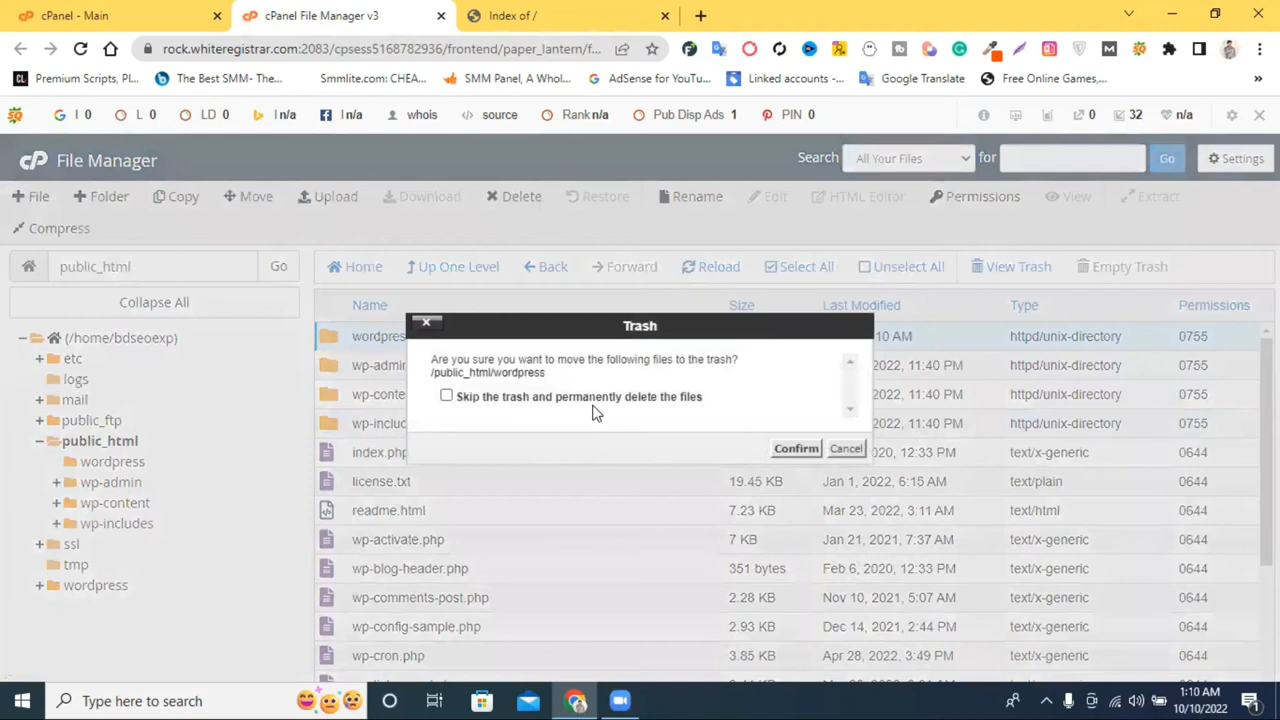 cPanel - Main
cPanel File Manager v3
Index of /
rock.whiteregistrar.com:2083/cpsess5168782936/frontend/paper_lantern/f...
Premium Scripts, Pl...
The Best SMM- The...
Smmlite.com: CHEA...
SMM Panel, A Whol...
AdSense for YouTu...
Linked accounts -...
Google Translate
Free Online Games,...
I 0
L 0
LD 0
I n/a
I n/a
whois
source
Rank n/a
Pub Disp Ads 1
PIN 0
0
32
n/a
cP File Manager
Search
All Your Files
for
Go
Settings
File
Folder
Copy
Move
Upload
Download
Delete
Restore
Rename
Edit
HTML Editor
Permissions
View
Extract
Compress
public_html
Go
Home
Up One Level
Back
Forward
Reload
Select All
Unselect All
View Trash
Empty Trash
Collapse All
(/home/bdseoexp)
etc
logs
mail
public_ftp
public_html
wordpress
wp-admin
wp-content
wp-includes
ssl
tmp
wordpress
Name Size Last Modified Type Permissions
wordpres :10 AM httpd/unix-directory 0755
wp-admin 2022, 11:40 PM httpd/unix-directory 0755
wp-conte 2022, 11:40 PM httpd/unix-directory 0755
wp-includ 2022, 11:40 PM httpd/unix-directory 0755
index.php 020, 12:33 PM text/x-generic 0644
license.txt 19.45 KB Jan 1, 2022, 6:15 AM text/plain 0644
readme.html 7.23 KB Mar 23, 2022, 3:11 AM text/html 0644
wp-activate.php 7 KB Jan 21, 2021, 7:37 AM text/x-generic 0644
wp-blog-header.php 351 bytes Feb 6, 2020, 12:33 PM text/x-generic 0644
wp-comments-post.php 2.28 KB Nov 10, 2021, 5:07 AM text/x-generic 0644
wp-config-sample.php 2.93 KB Dec 14, 2021, 2:44 PM text/x-generic 0644
wp-cron.php 3.85 KB Apr 28, 2022, 3:49 PM text/x-generic 0644
Trash
Are you sure you want to move the following files to the trash?
/public_html/wordpress
Skip the trash and permanently delete the files
Confirm
Cancel
Type here to search
1:10 AM
10/10/2022